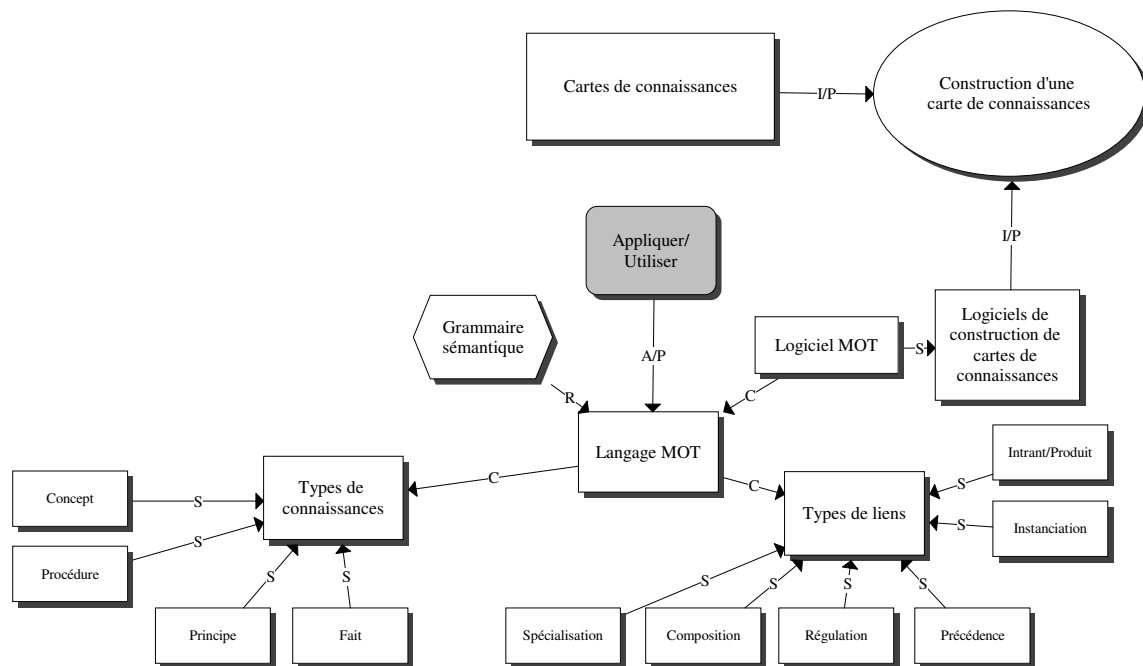 Cartes de connaissances
I/P
Construction d'une
carte de connaissances
I/P
Appliquer/
Utiliser
A/P
Grammaire
sémantique
R
Logiciel MOT
S
Logiciels de
construction de
cartes de
connaissances
C
Langage MOT
C
C
Types de
connaissances
Concept
S
Procédure
S
Principe
S
Fait
S
Types de liens
Intrant/Produit
S
Instanciation
S
Spécialisation
S
Composition
S
Régulation
S
Précédence
S